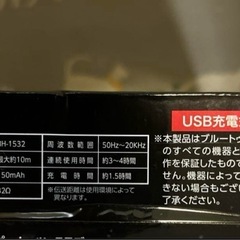 USB充電
H-1532 周波数範囲 50Hz~20KHz
最大約10m 連続使用時間 約3~4時間
50mAh 充電時間 約1.5時間
32Ω ※伝送距離は使用環境によって異なります。
※本製品はブルートゥ
のすべての機器と
作を保証したもので
せん。機器によっ
場合もございま
了承ください。